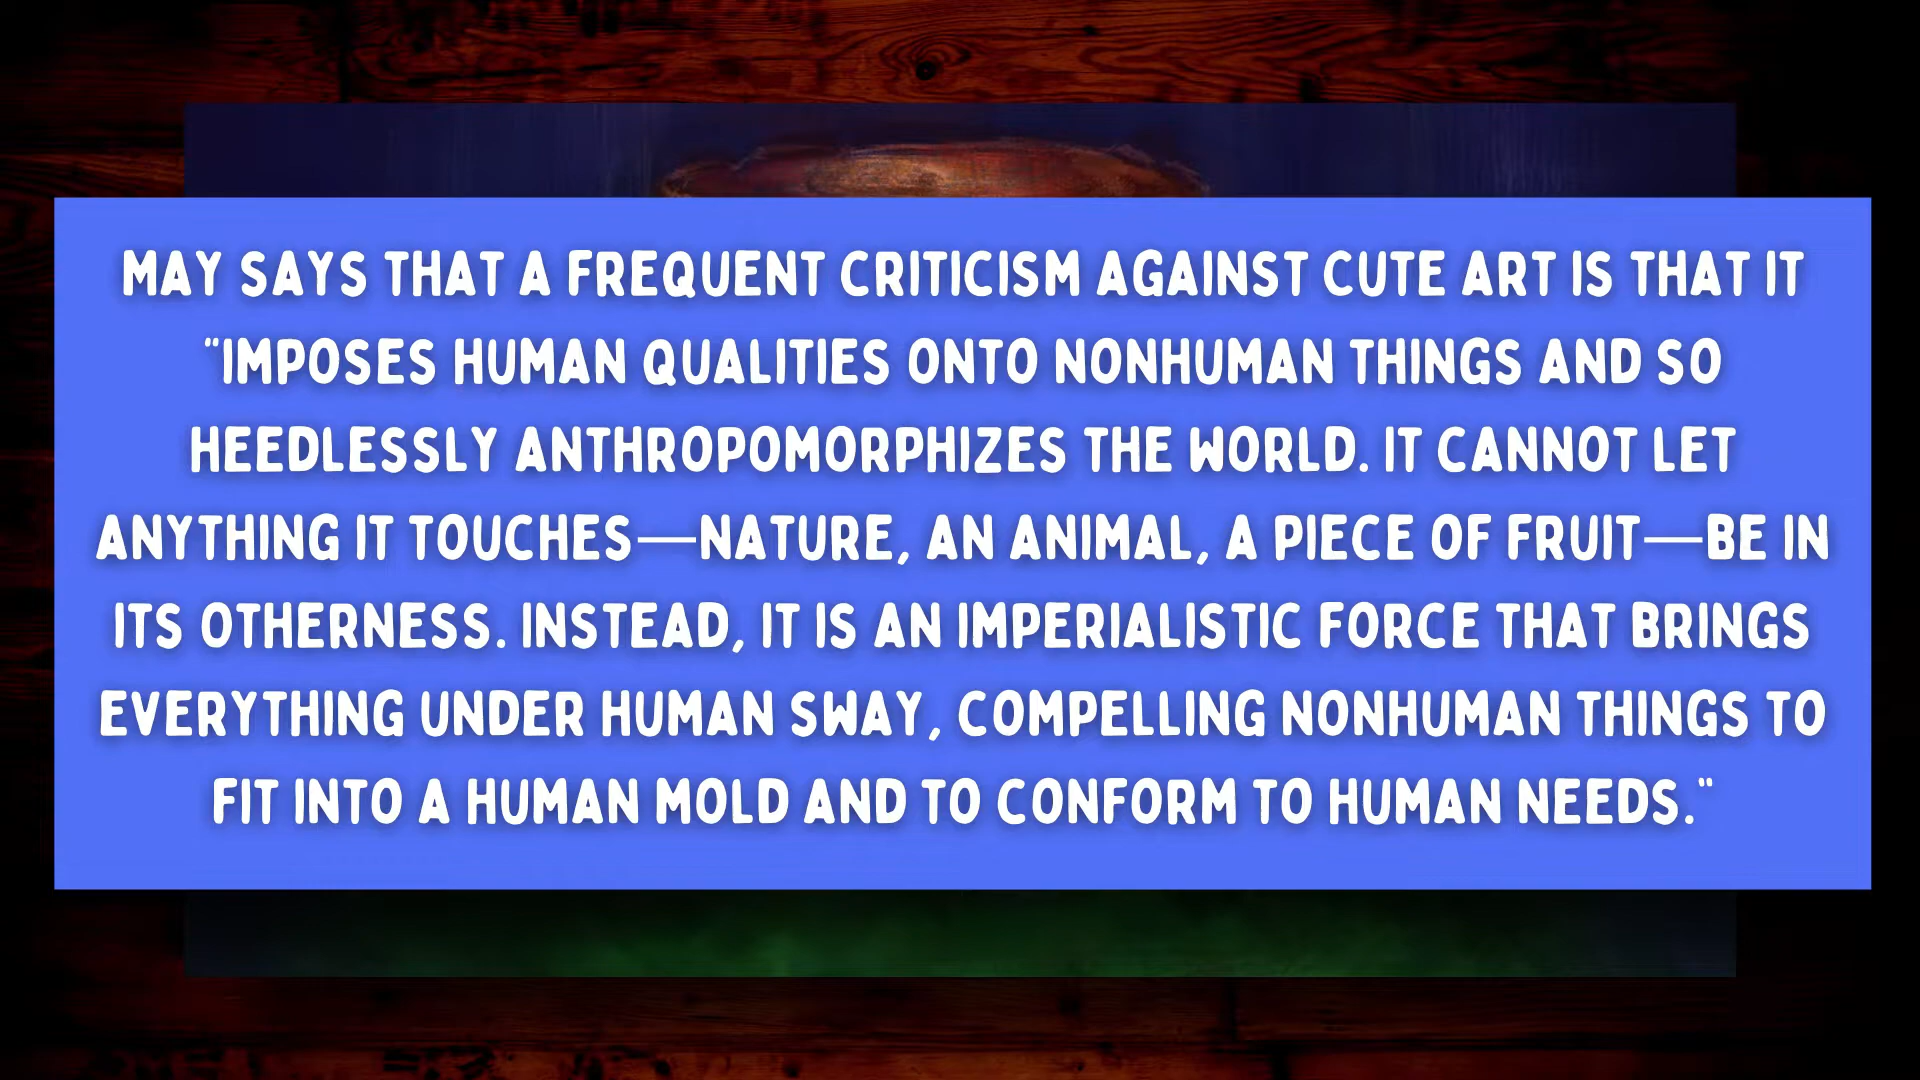 MAY SAYS THAT A FREQUENT CRITICISM AGAINST CUTE ART IS THAT IT
"IMPOSES HUMAN QUALITIES ONTO NONHUMAN THINGS AND SO
HEEDLESSLY ANTHROPOMORPHIZES THE WORLD. IT CANNOT LET
ANYTHING IT TOUCHES—NATURE, AN ANIMAL, A PIECE OF FRUIT—BE IN
ITS OTHERNESS. INSTEAD, IT IS AN IMPERIALISTIC FORCE THAT BRINGS
EVERYTHING UNDER HUMAN SWAY, COMPELLING NONHUMAN THINGS TO
FIT INTO A HUMAN MOLD AND TO CONFORM TO HUMAN NEEDS."